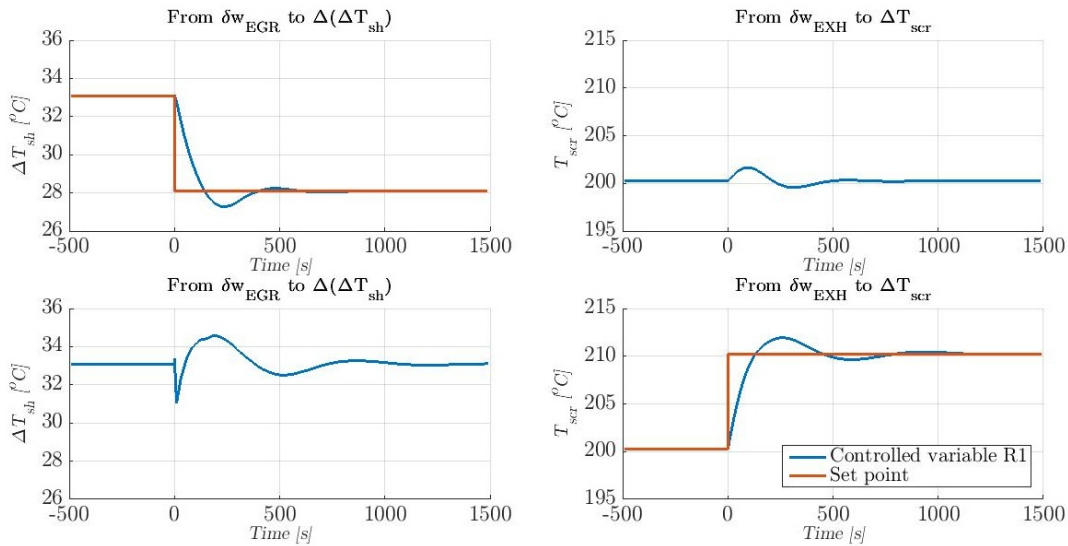 From δw_EGR to Δ(ΔT_sh)
36
33
30
28
26
ΔT_sh [°C]
-500 0 500 1000 1500
Time [s]
From δw_EXH to ΔT_scr
215
210
205
200
195
T_scr [°C]
-500 0 500 1000 1500
Time [s]
From δw_EGR to Δ(ΔT_sh)
36
34
32
30
28
26
ΔT_sh [°C]
-500 0 500 1000 1500
Time [s]
From δw_EXH to ΔT_scr
215
210
205
200
195
T_scr [°C]
-500 0 500 1000 1500
Time [s]
Controlled variable R1
Set point